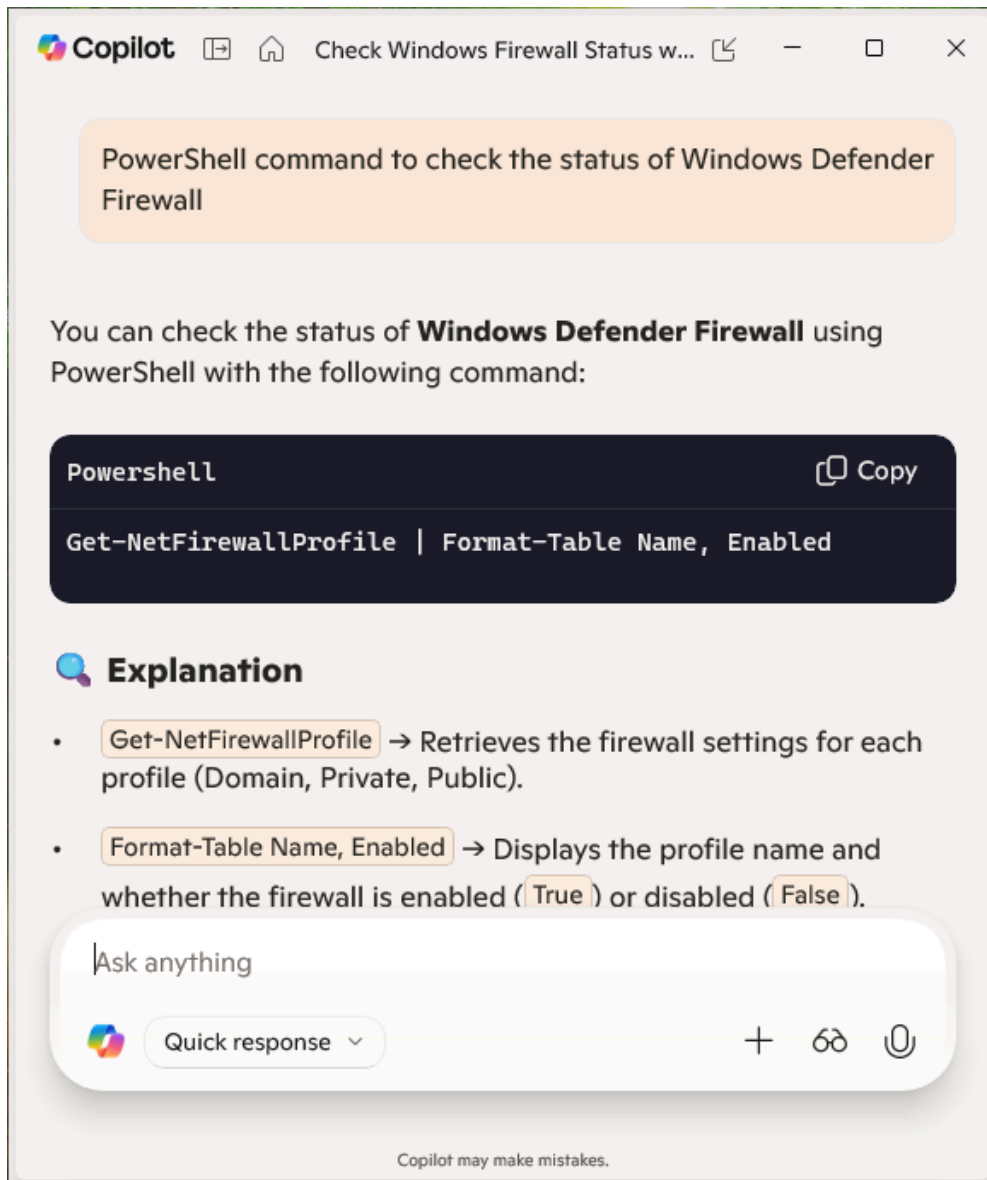 Copilot Check Windows Firewall Status w...
PowerShell command to check the status of Windows Defender
Firewall
You can check the status of Windows Defender Firewall using
PowerShell with the following command:
Powershell Copy
Get-NetFirewallProfile | Format-Table Name, Enabled
🔍 Explanation
• Get-NetFirewallProfile → Retrieves the firewall settings for each
profile (Domain, Private, Public).
• Format-Table Name, Enabled → Displays the profile name and
whether the firewall is enabled ( True ) or disabled ( False ).
Ask anything
Quick response
Copilot may make mistakes.